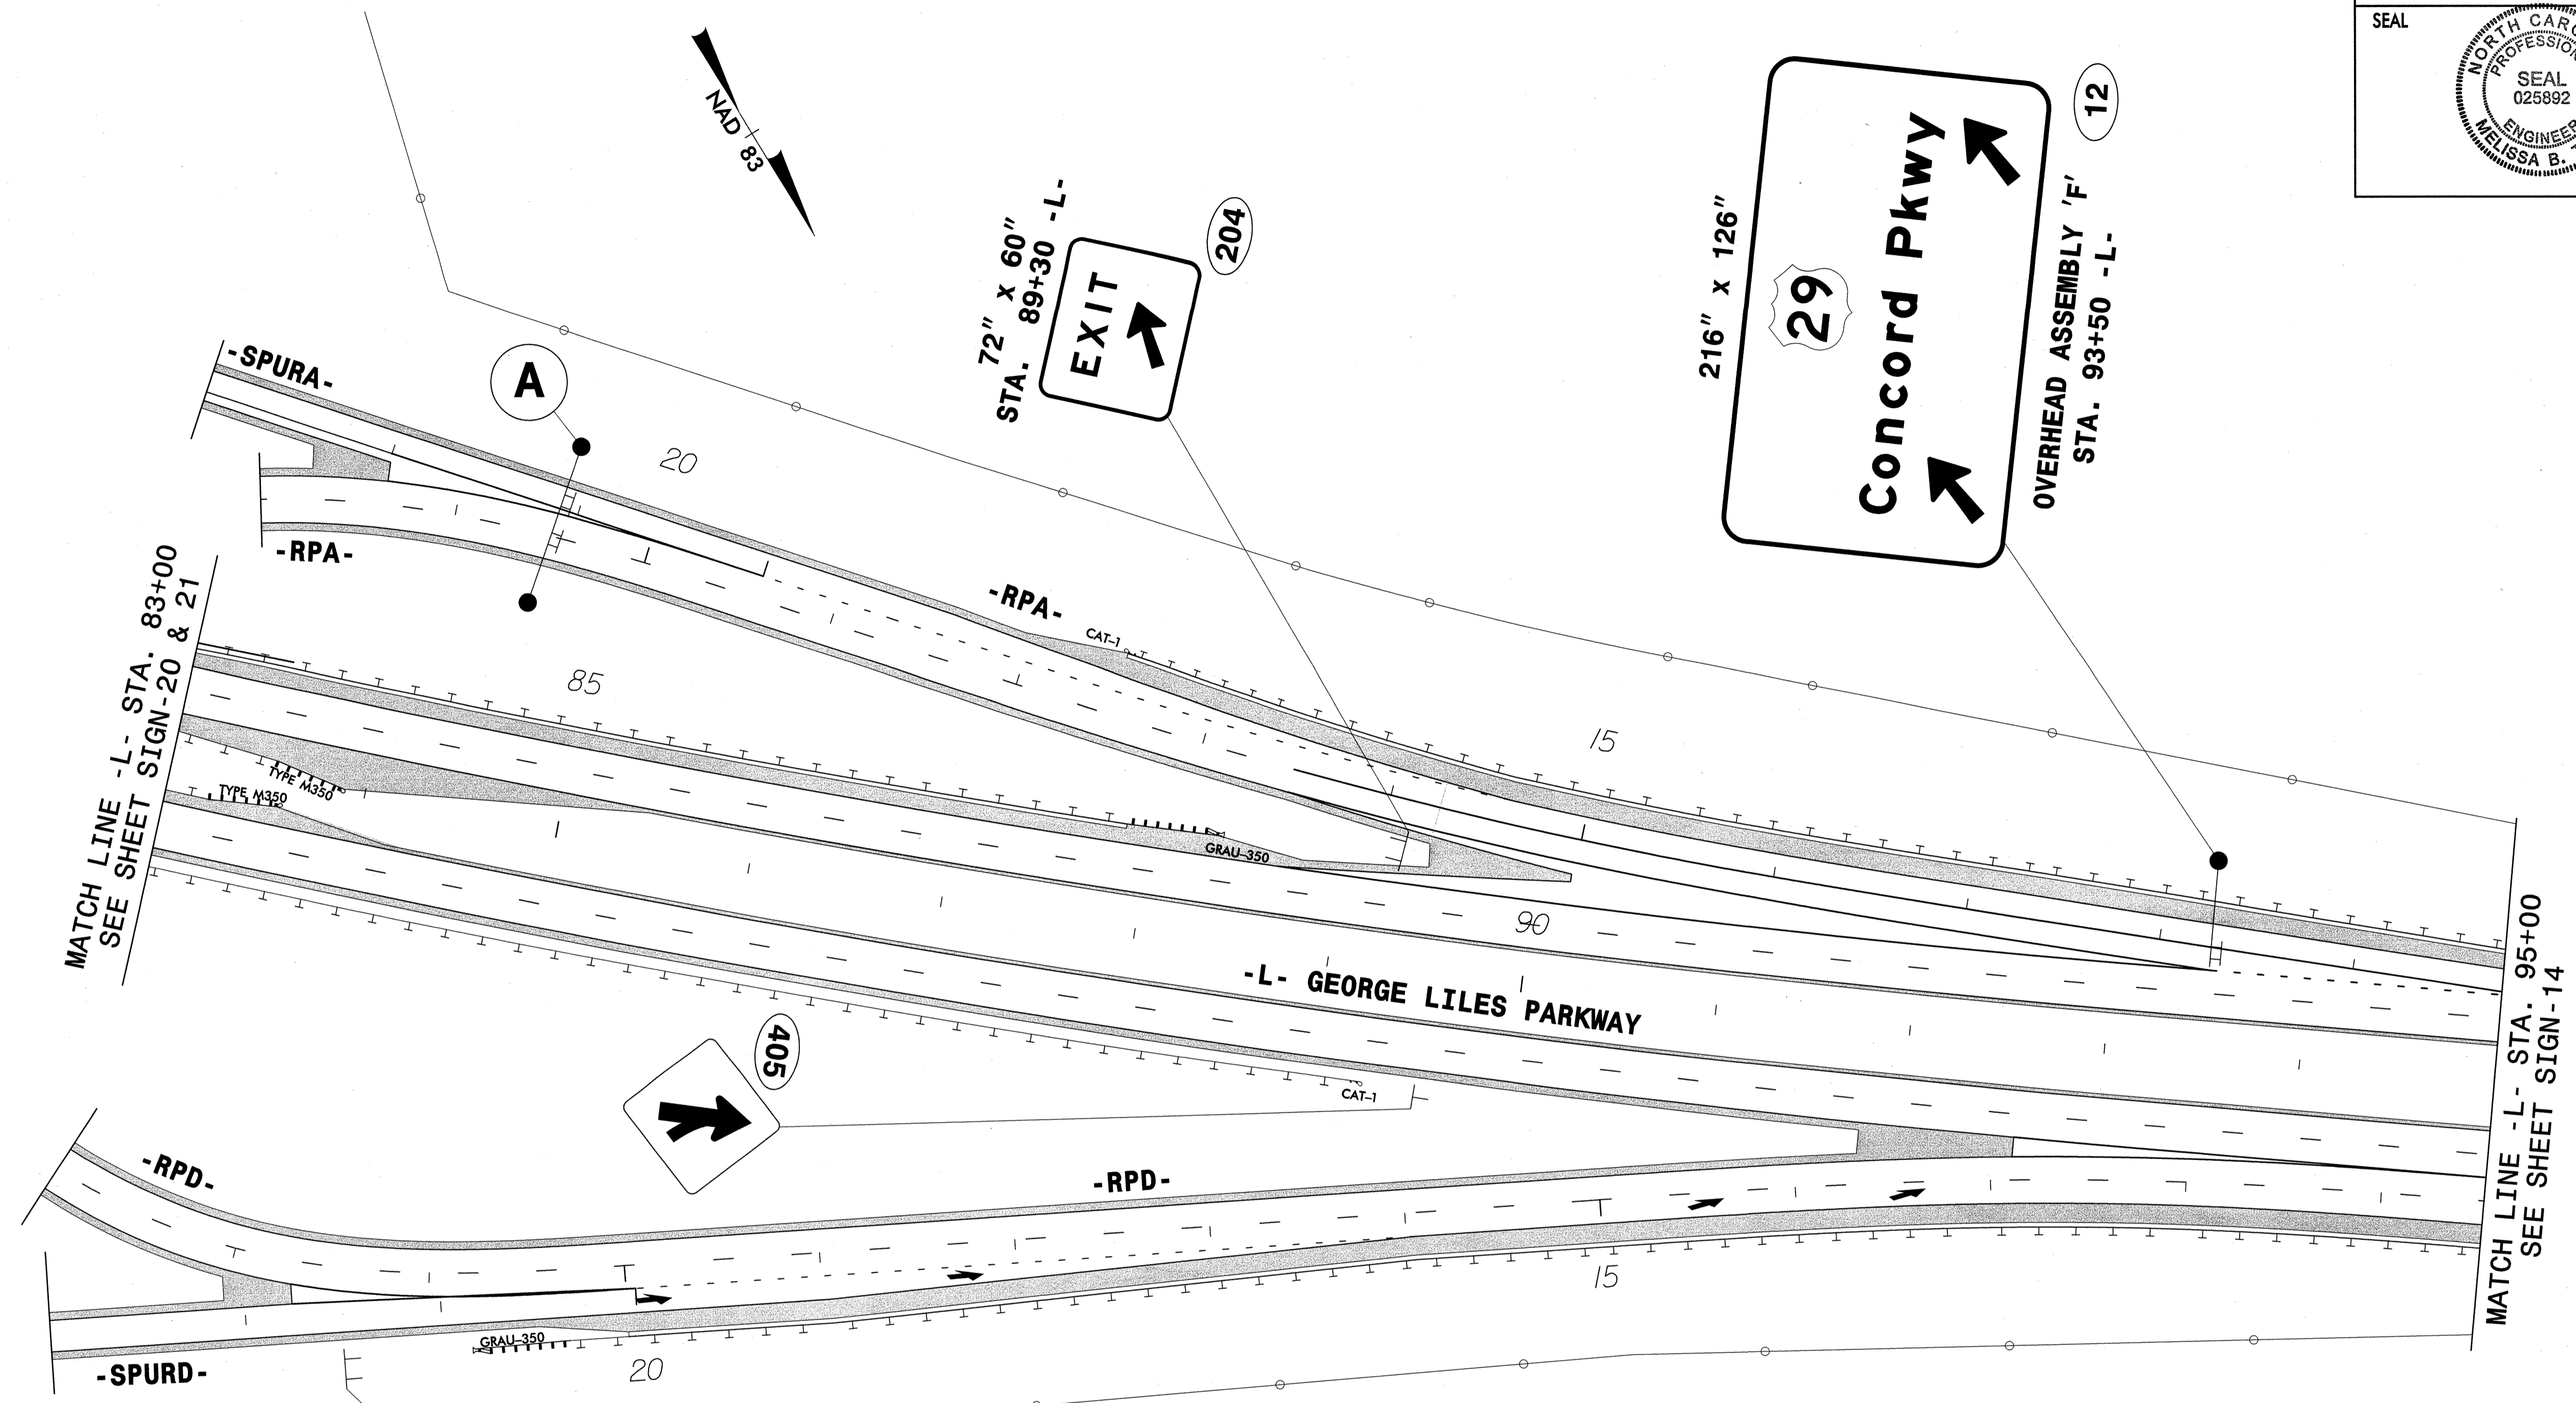 SEAL
NORTH CAR
PROFESSIO
SEAL
025892
ENGINEER
MELISSA B.
NAD 83
216" X 126"
29
Concord Pkwy
12
OVERHEAD ASSEMBLY 'F'
STA. 93+50 -L-
72" X 60"
STA. 89+30 -L-
EXIT
204
-SPURA-
A
20
-RPA-
-RPA-
CAT-1
MATCH LINE -L- STA. 83+00
SEE SHEET SIGN-20 & 21
85
15
TYPE M350
TYPE M350
GRAU-350
90
-L- GEORGE LILES PARKWAY
MATCH LINE -L- STA. 95+00
SEE SHEET SIGN-14
405
CAT-1
-RPD-
-RPD-
15
GRAU-350
20
-SPURD-